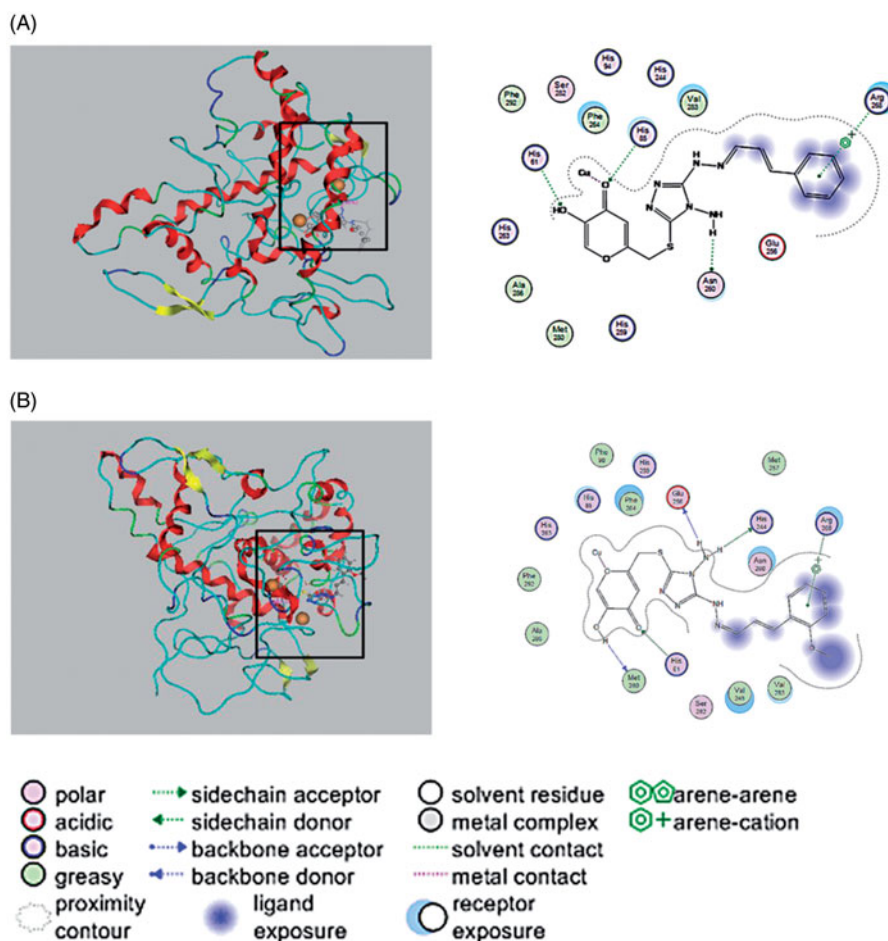 (A)
His
94
His
244
Ser
282
Phe
292
Val
283
Phe
264
Arg
268
His
85
His
61
Cu
H
N
N
HO
O
N
N
N
NH
H
O
S
His
263
Glu
256
Asn
260
Ala
286
Met
280
His
259
(B)
Phe
90
His
259
Met
Glu
256
Phe
264
His
263
His
244
Arg
268
Asn
260
Cu
S
H
H
N
N
N
N
NH
N
O
O
H
O
Phe
292
Ala
286
Met
280
His
61
Ser
282
Val
248
Val
283
polar sidechain acceptor solvent residue arene-arene
acidic sidechain donor metal complex arene-cation
basic backbone acceptor solvent contact
greasy backbone donor metal contact
proximity ligand receptor
contour exposure exposure